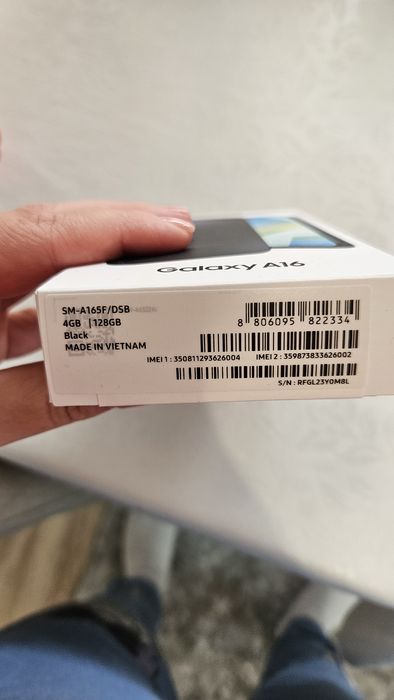 Galaxy A16
SM-A165F/DSB
4GB | 128GB
Black
MADE IN VIETNAM
8 806095 822334
IMEI 1 : 350811293626004 IMEI 2 : 359873833626002
S/N : RFGL23Y0M8L